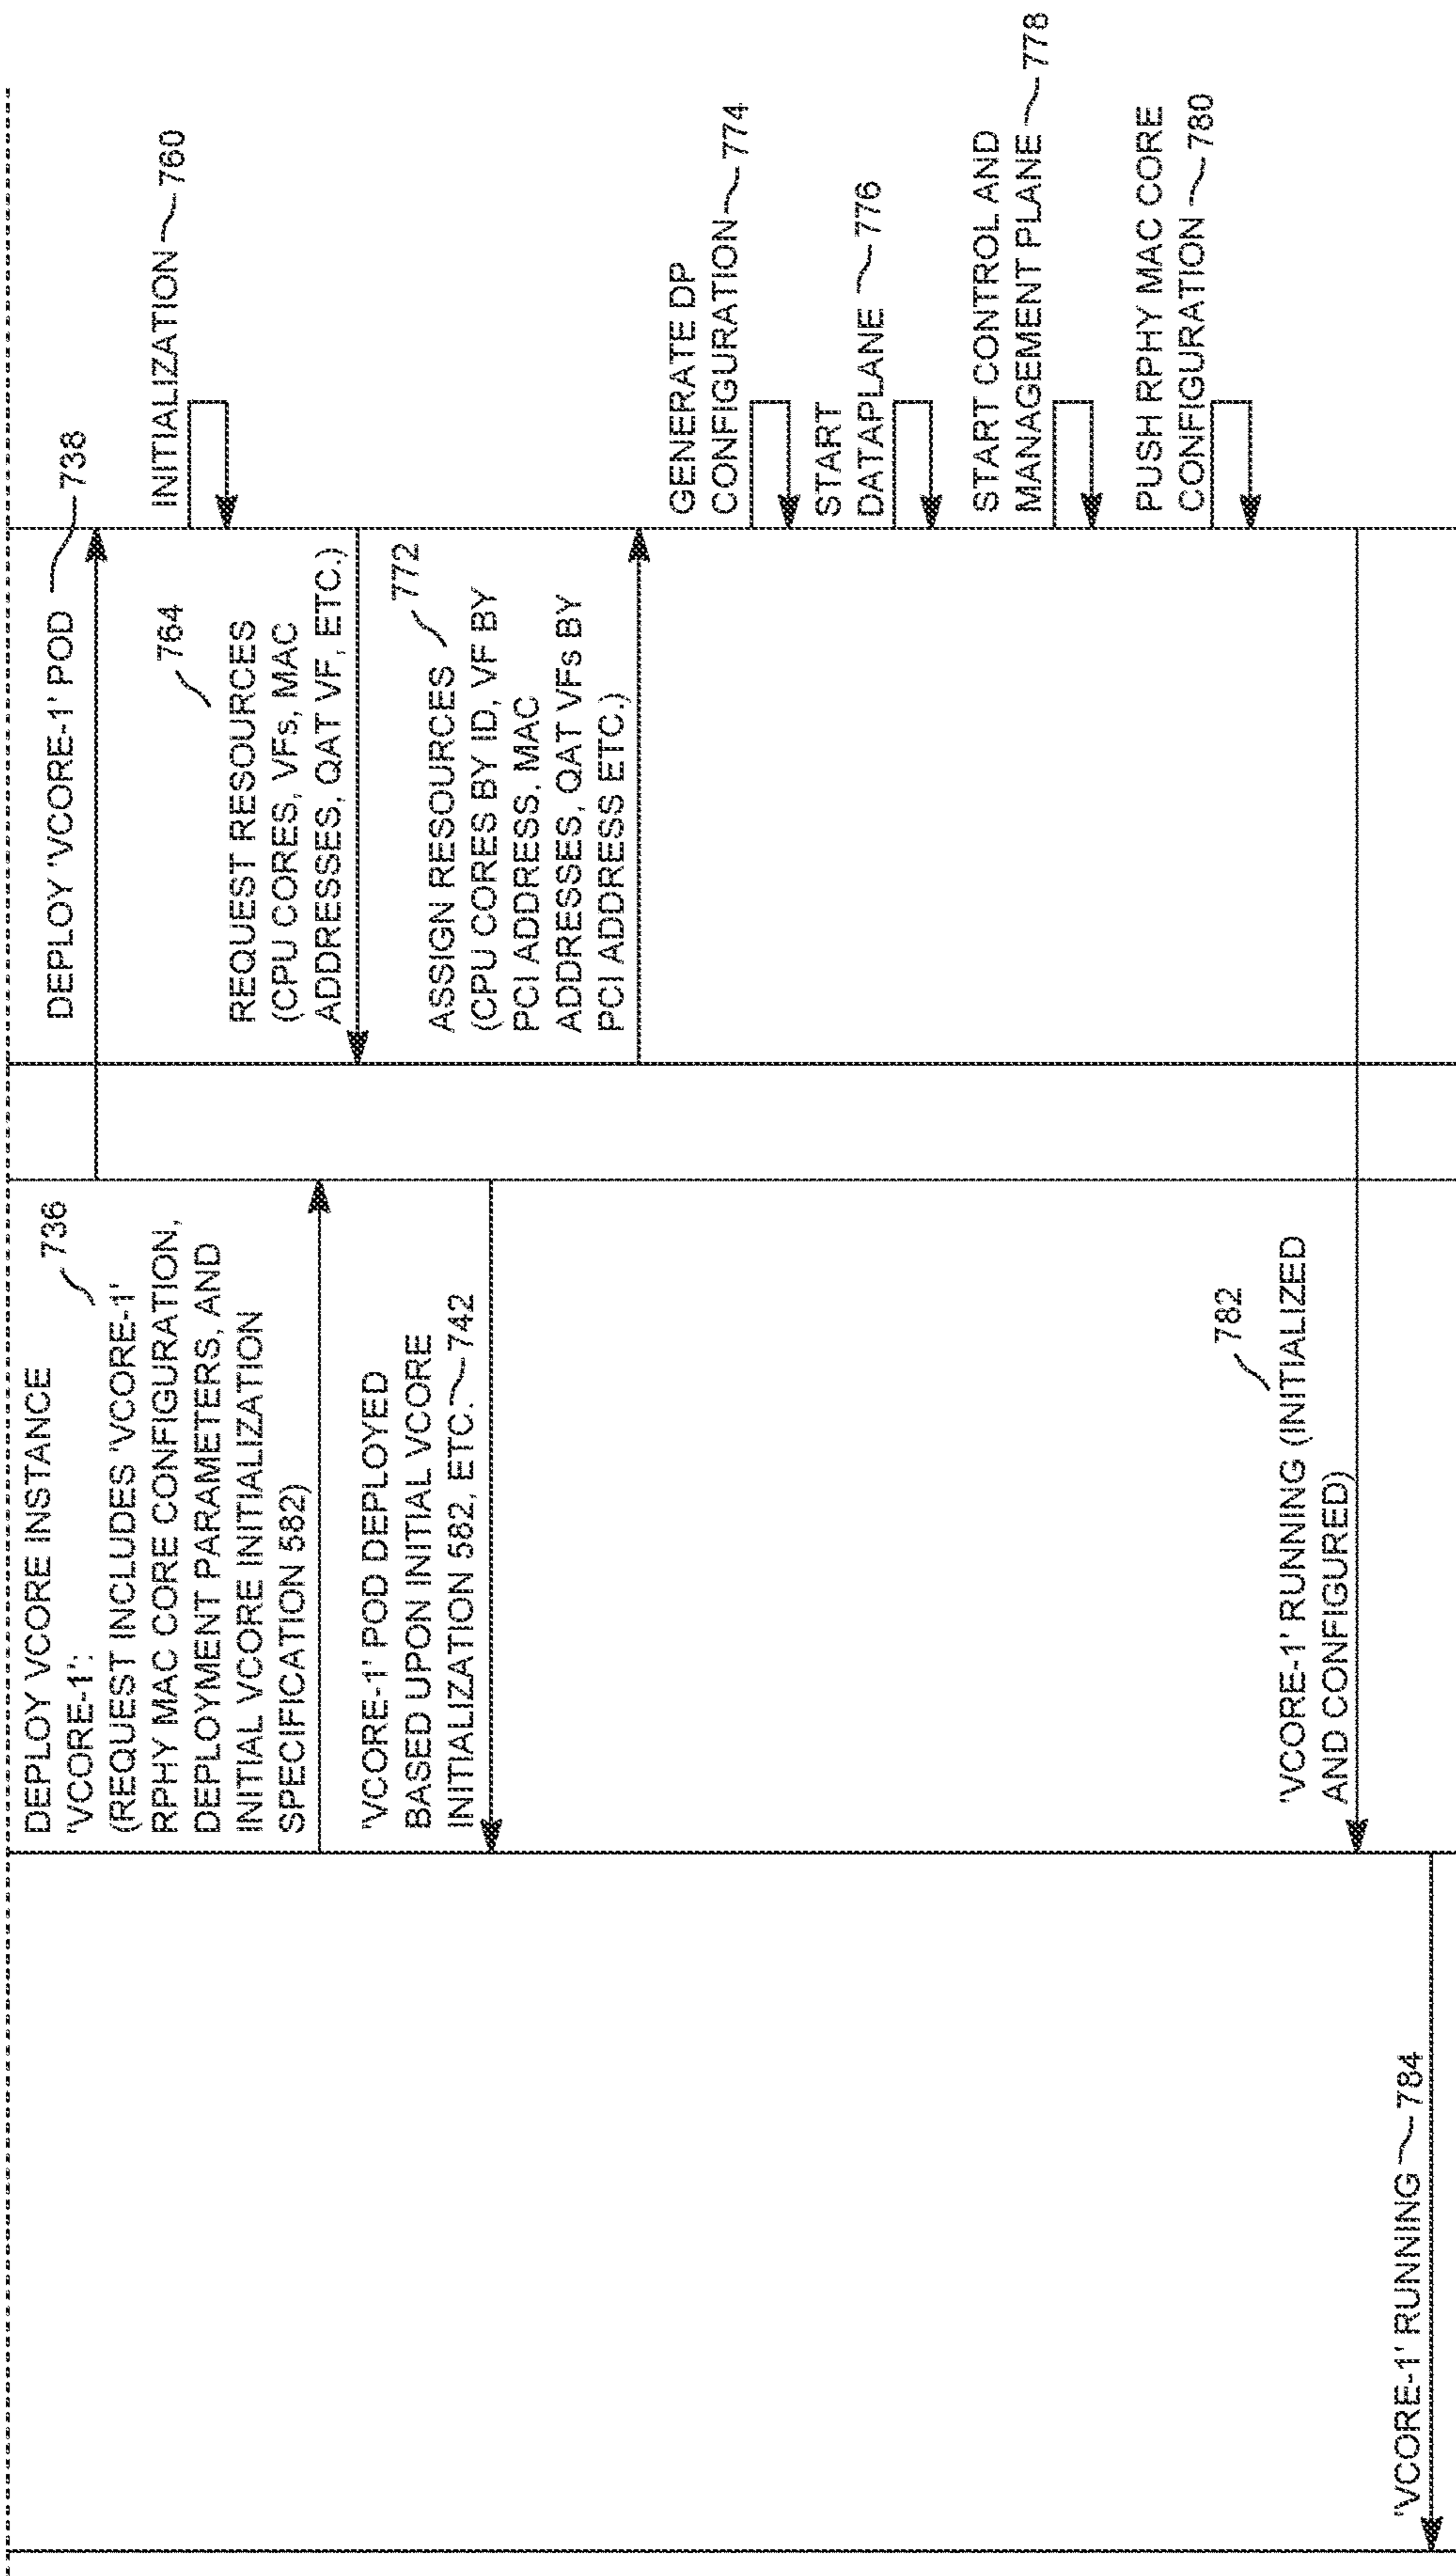 DEPLOY VCORE INSTANCE
'VCORE-1':
736
(REQUEST INCLUDES 'VCORE-1'
RPHY MAC CORE CONFIGURATION,
DEPLOYMENT PARAMETERS, AND
INITIAL VCORE INITIALIZATION
SPECIFICATION 582)
DEPLOY 'VCORE-1' POD 738
INITIALIZATION 760
764
REQUEST RESOURCES
(CPU CORES, VFs, MAC
ADDRESSES, QAT VF, ETC.)
'VCORE-1' POD DEPLOYED
BASED UPON INITIAL VCORE
INITIALIZATION 582, ETC. 742
772
ASSIGN RESOURCES
(CPU CORES BY ID, VF BY
PCI ADDRESS, MAC
ADDRESSES, QAT VFs BY
PCI ADDRESS ETC.)
GENERATE DP
CONFIGURATION 774
START
DATAPLANE 776
START CONTROL AND
MANAGEMENT PLANE 778
PUSH RPHY MAC CORE
CONFIGURATION 780
782
'VCORE-1' RUNNING (INITIALIZED
AND CONFIGURED)
'VCORE-1' RUNNING 784